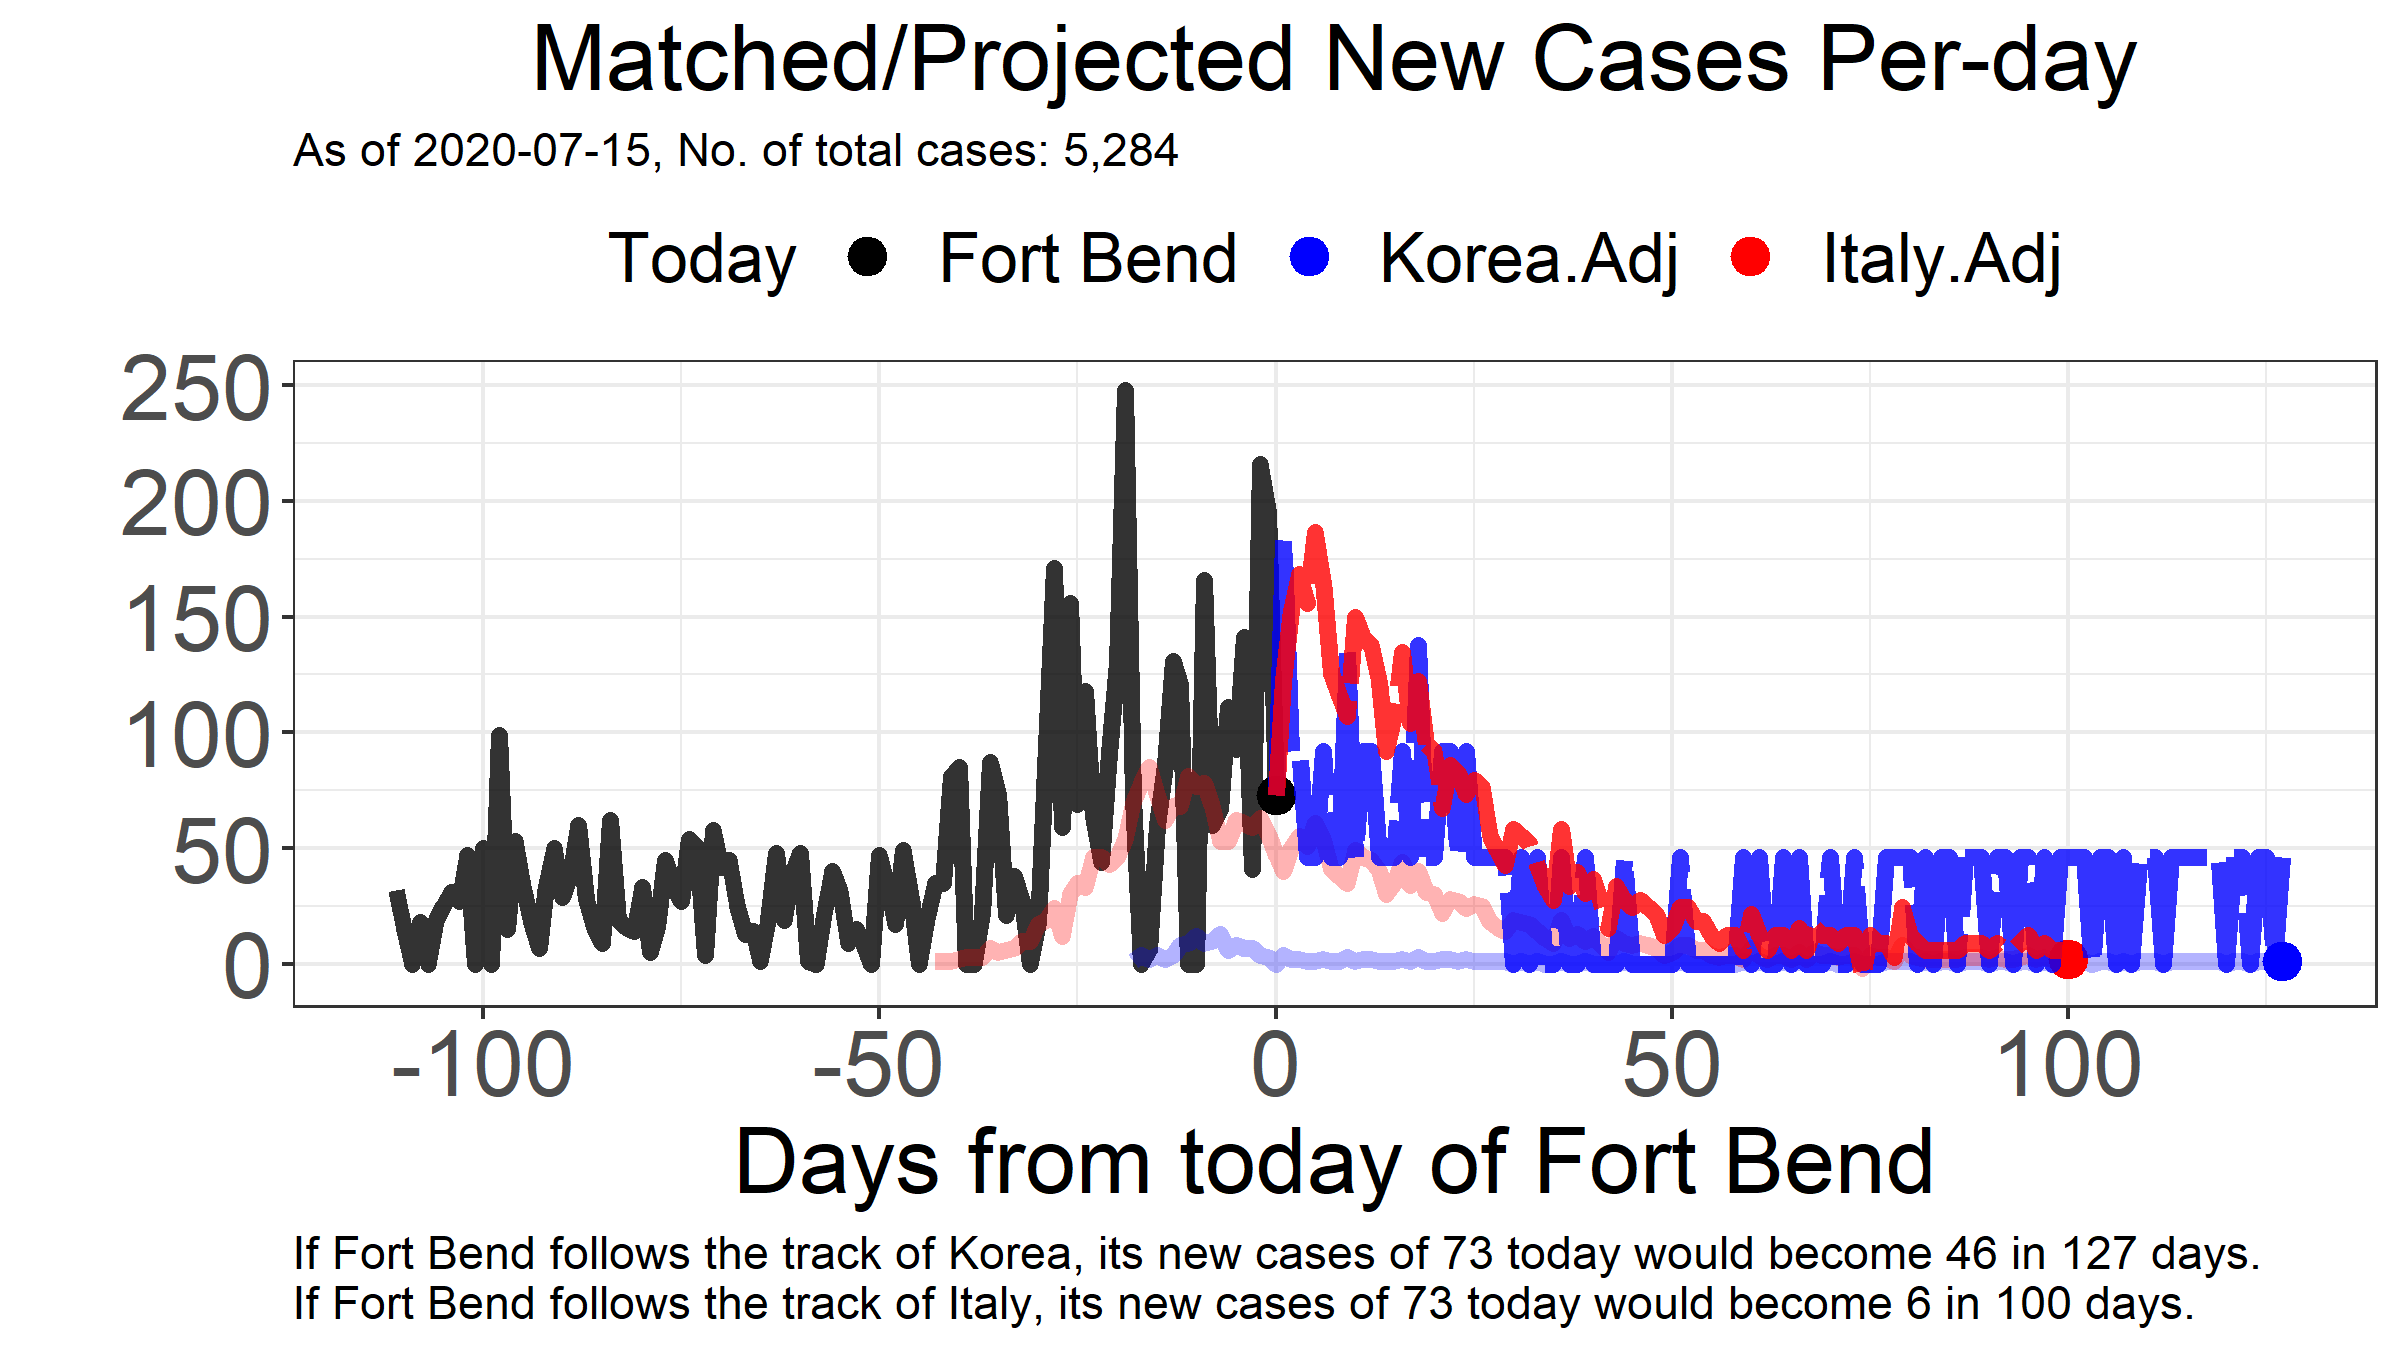 Matched/Projected New Cases Per-day
As of 2020-07-15, No. of total cases: 5,284
Today Fort Bend Korea.Adj Italy.Adj
250
200
150
100
50
0
-100 -50 0 50 100
Days from today of Fort Bend
If Fort Bend follows the track of Korea, its new cases of 73 today would become 46 in 127 days.
If Fort Bend follows the track of Italy, its new cases of 73 today would become 6 in 100 days.